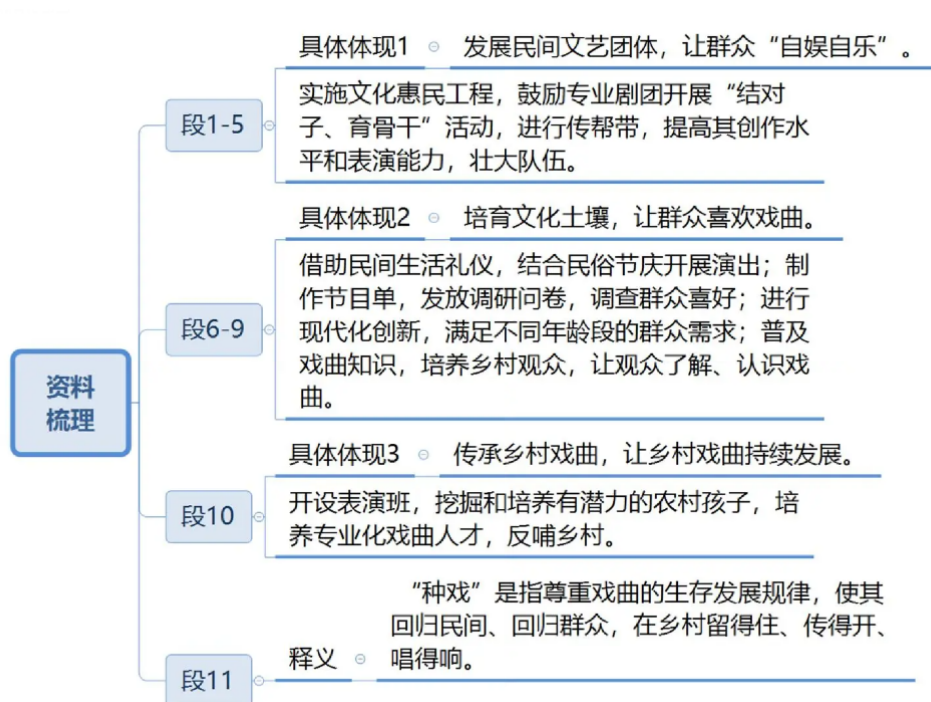 具体体现1 发展民间文艺团体，让群众“自娱自乐”。
段1-5
实施文化惠民工程，鼓励专业剧团开展“结对
子、育骨干”活动，进行传帮带，提高其创作水
平和表演能力，壮大队伍。
具体体现2 培育文化土壤，让群众喜欢戏曲。
段6-9
借助民间生活礼仪，结合民俗节庆开展演出；制
作节目单，发放调研问卷，调查群众喜好；进行
现代化创新，满足不同年龄段的群众需求；普及
戏曲知识，培养乡村观众，让观众了解、认识戏
曲。
资料
梳理
具体体现3 传承乡村戏曲，让乡村戏曲持续发展。
段10
开设表演班，挖掘和培养有潜力的农村孩子，培
养专业化戏曲人才，反哺乡村。
段11
释义
“种戏”是指尊重戏曲的生存发展规律，使其
回归民间、回归群众，在乡村留得住、传得开、
唱得响。